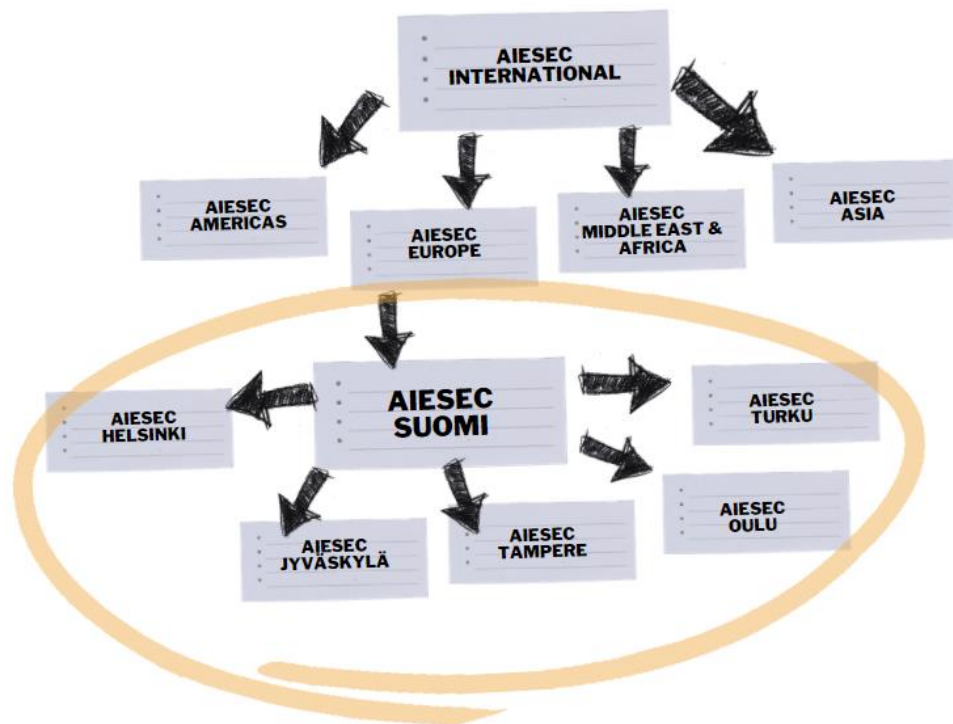 AIESEC
INTERNATIONAL
AIESEC
AMERICAS
AIESEC
EUROPE
AIESEC
MIDDLE EAST &
AFRICA
AIESEC
ASIA
AIESEC
SUOMI
AIESEC
HELSINKI
AIESEC
TURKU
AIESEC
JYVÄSKYLÄ
AIESEC
TAMPERE
AIESEC
OULU